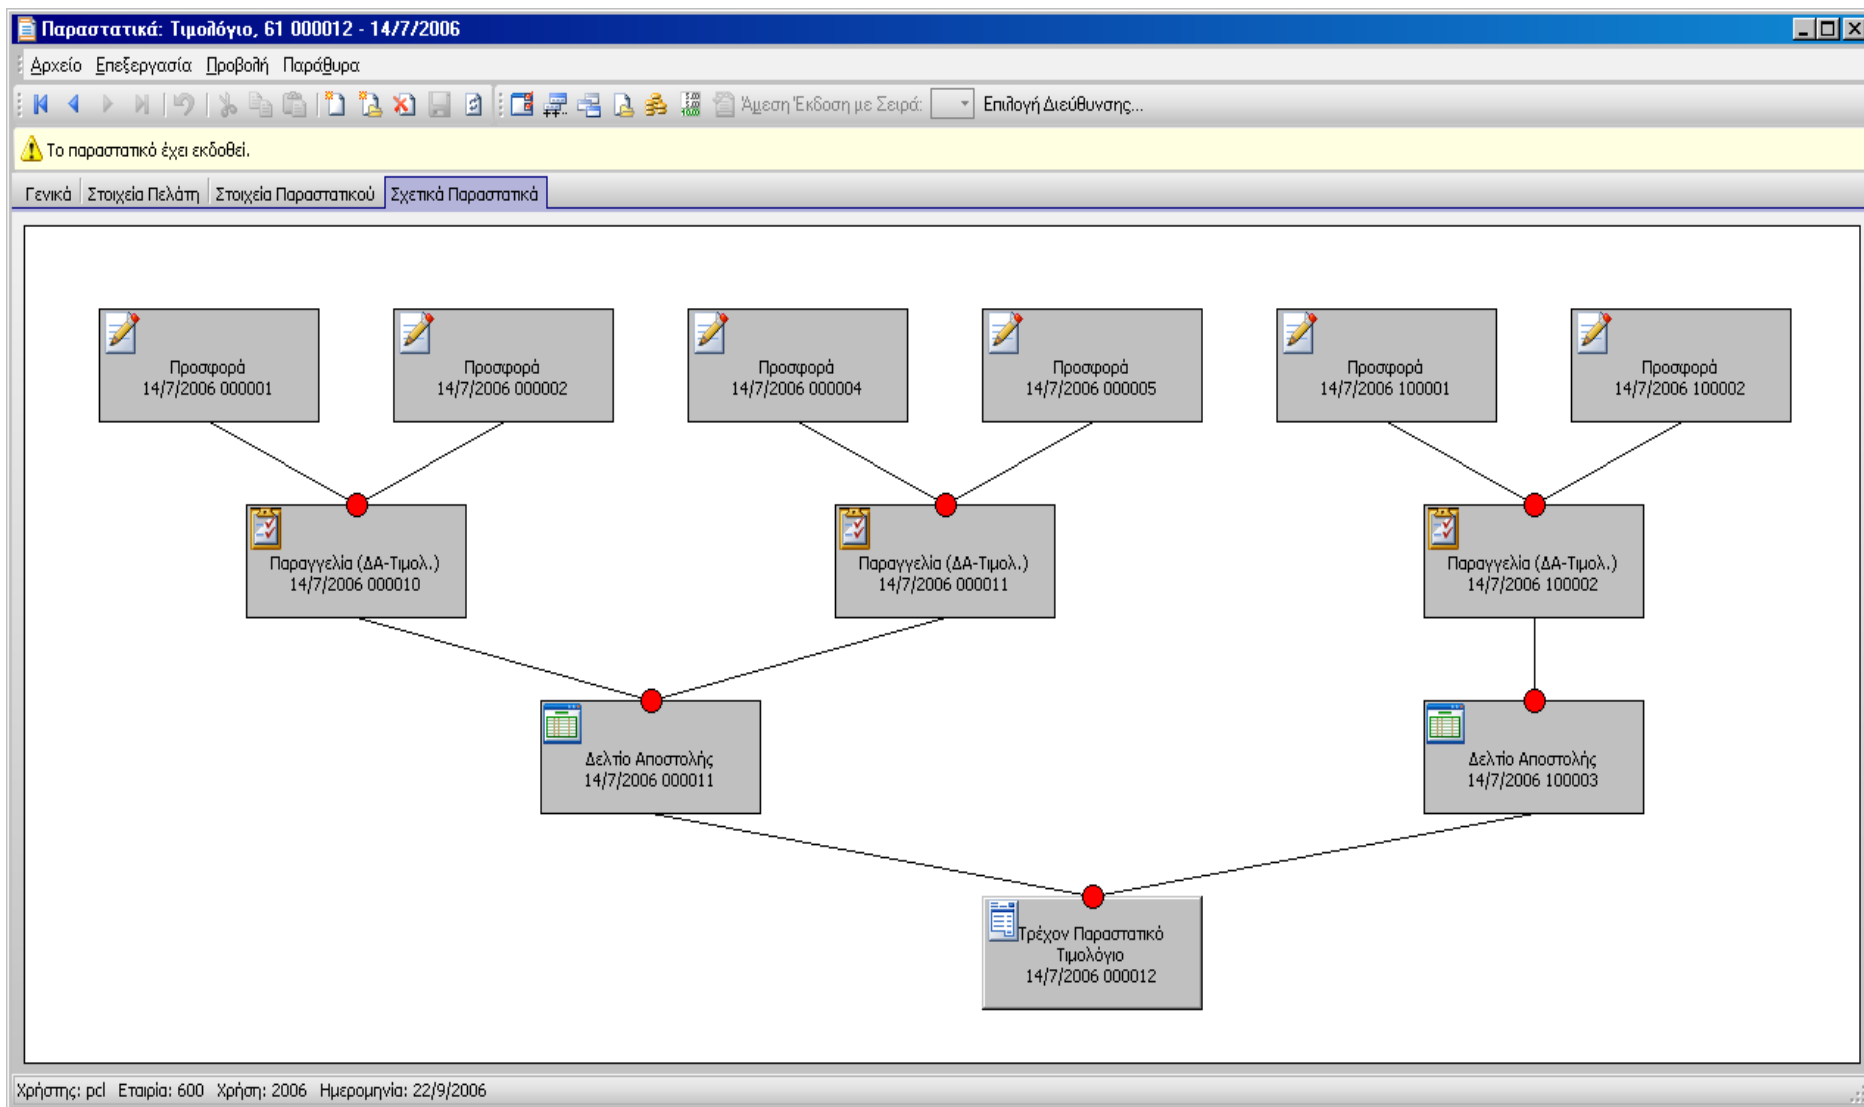 Παραστατικά: Τιμολόγιο, 61 000012 - 14/7/2006
Αρχείο Επεξεργασία Προβολή Παράθυρα
Άμεση Έκδοση με Σειρά: Επιλογή Διεύθυνσης...
Το παραστατικό έχει εκδοθεί.
Γενικά Στοιχεία Πελάτη Στοιχεία Παραστατικού Σχετικά Παραστατικά
Προσφορά
14/7/2006 000001
Προσφορά
14/7/2006 000002
Προσφορά
14/7/2006 000004
Προσφορά
14/7/2006 000005
Προσφορά
14/7/2006 100001
Προσφορά
14/7/2006 100002
Παραγγελία (ΔΑ-Τιμολ.)
14/7/2006 000010
Παραγγελία (ΔΑ-Τιμολ.)
14/7/2006 000011
Παραγγελία (ΔΑ-Τιμολ.)
14/7/2006 100002
Δελτίο Αποστολής
14/7/2006 000011
Δελτίο Αποστολής
14/7/2006 100003
Τρέχον Παραστατικό
Τιμολόγιο
14/7/2006 000012
Χρήστης: pcl Εταιρία: 600 Χρήση: 2006 Ημερομηνία: 22/9/2006